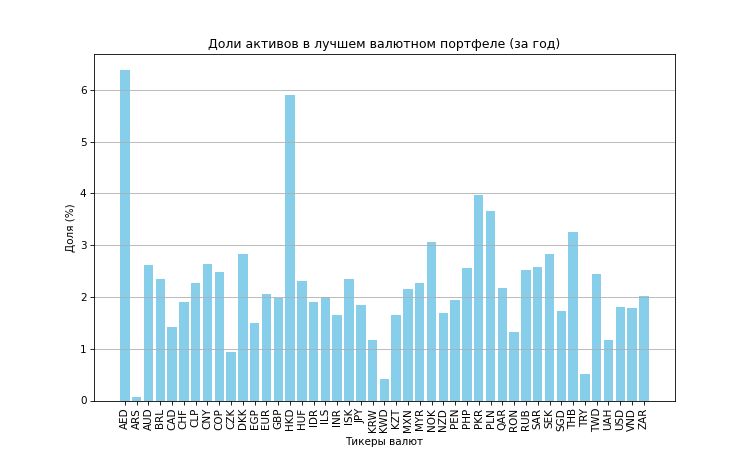 Доли активов в лучшем валютном портфеле (за год)
Доля (%)
6
5
4
3
2
1
0
AED ARS AUD BRL CAD CHF CLP CNY COP CZK DKK EGP EUR GBP HKD HUF IDR ILS INR ISK JPY KRW KWD KZT MXN MYR NOK NZD PEN PHP PKR PLN QAR RON RUB SAR SEK SGD THB TRY TWD UAH USD VND ZAR
Тикеры валют